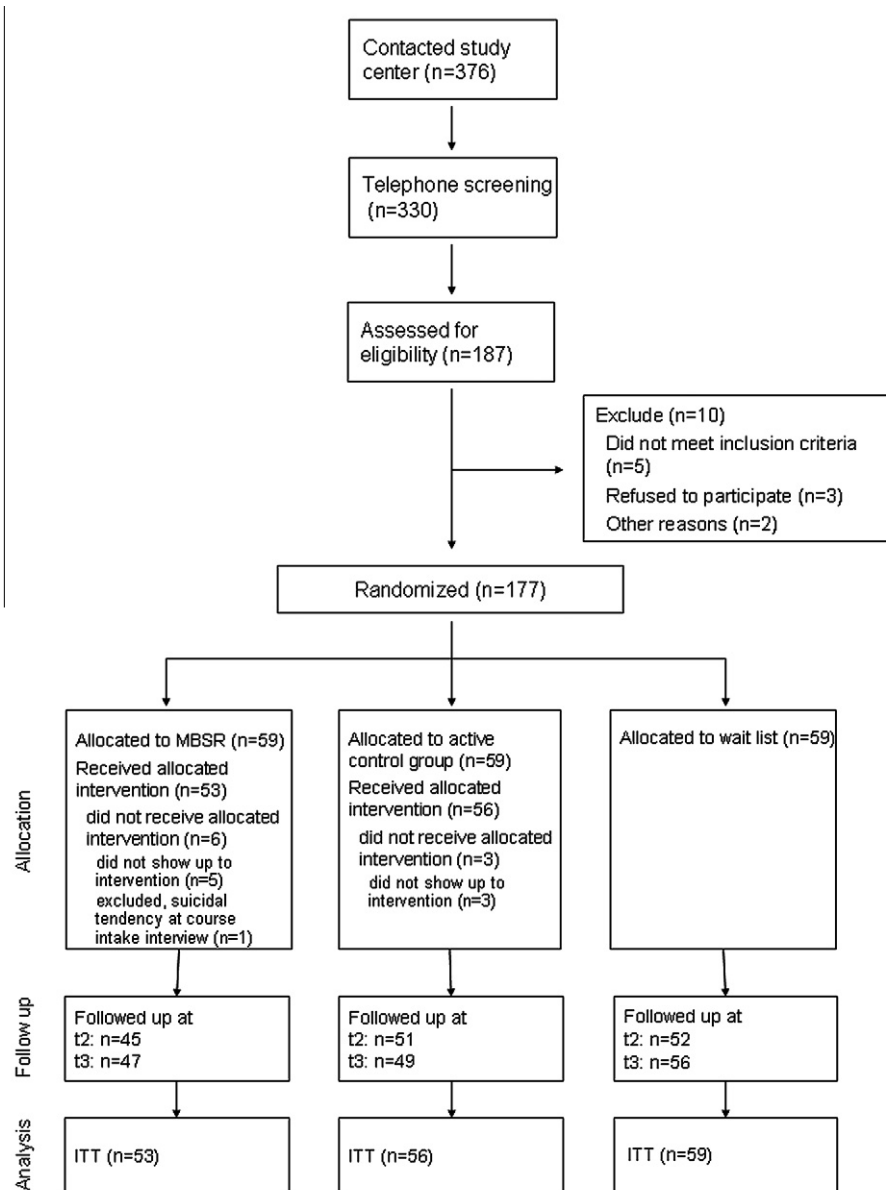 Contacted study
center (n=376)
Telephone screening
(n=330)
Assessed for
eligibility (n=187)
Exclude (n=10)
Did not meet inclusion criteria
(n=5)
Refused to participate (n=3)
Other reasons (n=2)
Randomized (n=177)
Allocation
Allocated to MBSR (n=59)
Received allocated
intervention (n=53)
did not receive allocated
intervention (n=6)
did not show up to
intervention (n=5)
excluded, suicidal
tendency at course
intake interview (n=1)
Allocated to active
control group (n=59)
Received allocated
intervention (n=56)
did not receive allocated
intervention (n=3)
did not show up to
intervention (n=3)
Allocated to wait list (n=59)
Follow up
Followed up at
t2: n=45
t3: n=47
Followed up at
t2: n=51
t3: n=49
Followed up at
t2: n=52
t3: n=56
Analysis
ITT (n=53)
ITT (n=56)
ITT (n=59)